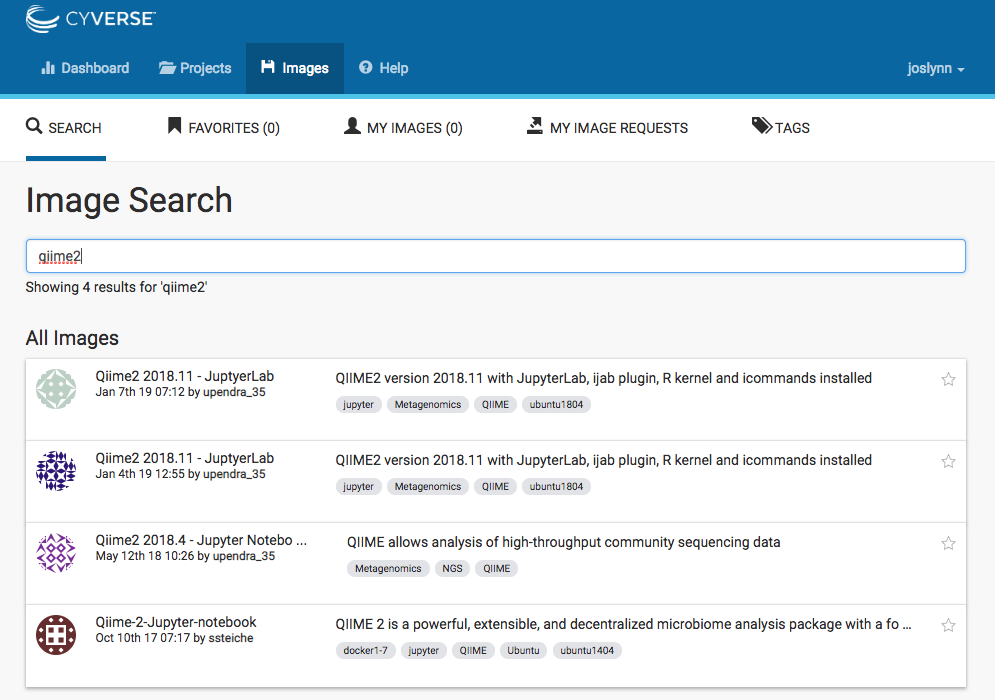 CYVERSE™
Dashboard Projects Images Help joslynn
SEARCH FAVORITES (0) MY IMAGES (0) MY IMAGE REQUESTS TAGS
Image Search
qiime2
Showing 4 results for 'qiime2'
All Images
Qiime2 2018.11 - JuptyerLab
Jan 7th 19 07:12 by upendra_35
QIIME2 version 2018.11 with JupyterLab, ijab plugin, R kernel and icommands installed
jupyter Metagenomics QIIME ubuntu1804
Qiime2 2018.11 - JuptyerLab
Jan 4th 19 12:55 by upendra_35
QIIME2 version 2018.11 with JupyterLab, ijab plugin, R kernel and icommands installed
jupyter Metagenomics QIIME ubuntu1804
Qiime2 2018.4 - Jupyter Notebo ...
May 12th 18 10:26 by upendra_35
QIIME allows analysis of high-throughput community sequencing data
Metagenomics NGS QIIME
Qiime-2-Jupyter-notebook
Oct 10th 17 07:17 by ssteiche
QIIME 2 is a powerful, extensible, and decentralized microbiome analysis package with a fo ...
docker1-7 jupyter QIIME Ubuntu ubuntu1404